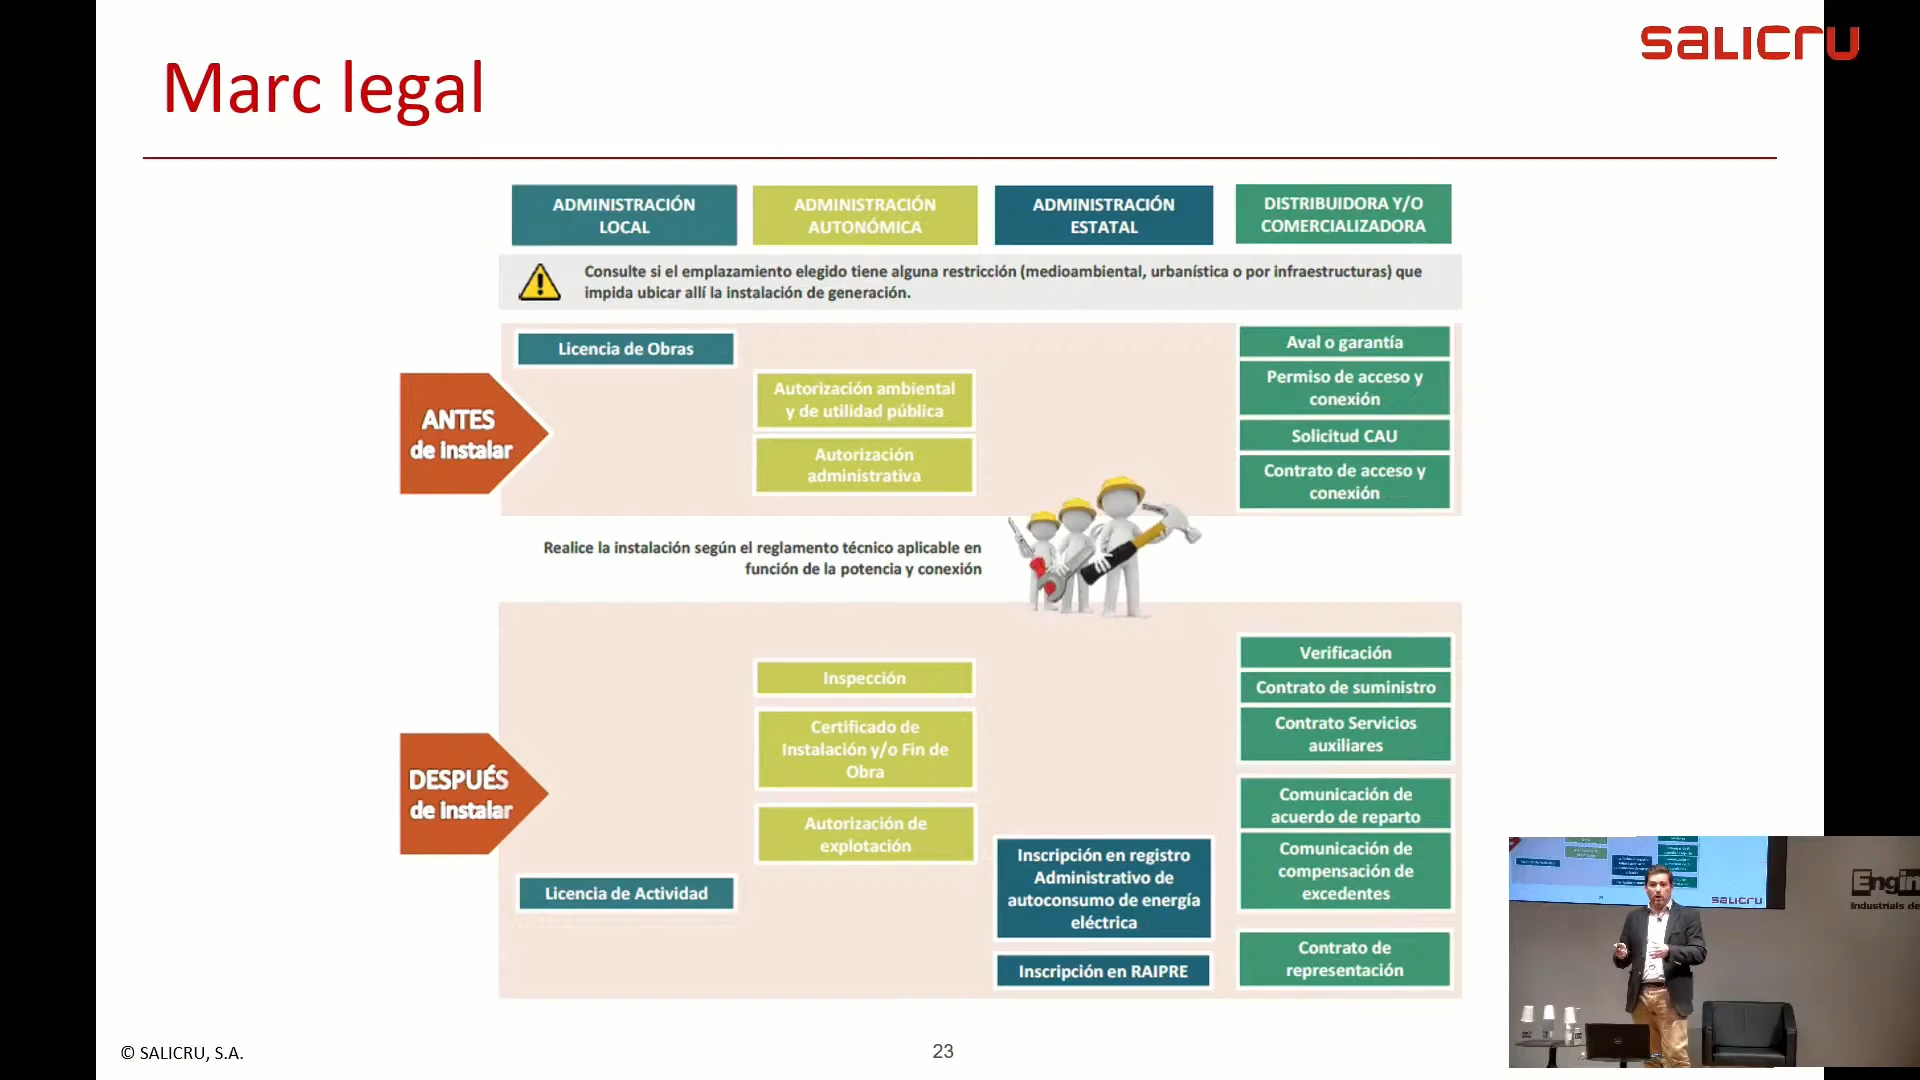 SALICRU
Marc legal
ADMINISTRACIÓN
LOCAL
ADMINISTRACIÓN
AUTONÓMICA
ADMINISTRACIÓN
ESTATAL
DISTRIBUIDORA Y/O
COMERCIALIZADORA
Consulte si el emplazamiento elegido tiene alguna restricción (medioambiental, urbanística o por infraestructuras) que
impida ubicar allí la instalación de generación.
ANTES
de instalar
Licencia de Obras
Autorización ambiental
y de utilidad pública
Autorización
administrativa
Aval o garantía
Permiso de acceso y
conexión
Solicitud CAU
Contrato de acceso y
conexión
Realice la instalación según el reglamento técnico aplicable en
función de la potencia y conexión
DESPUÉS
de instalar
Licencia de Actividad
Inspección
Certificado de
Instalación y/o Fin de
Obra
Autorización de
explotación
Inscripción en registro
Administrativo de
autoconsumo de energía
eléctrica
Inscripción en RAIPRE
Verificación
Contrato de suministro
Contrato Servicios
auxiliares
Comunicación de
acuerdo de reparto
Comunicación de
compensación de
excedentes
Contrato de
representación
SALICRU
Engin
Industrials de
© SALICRU, S.A.
23